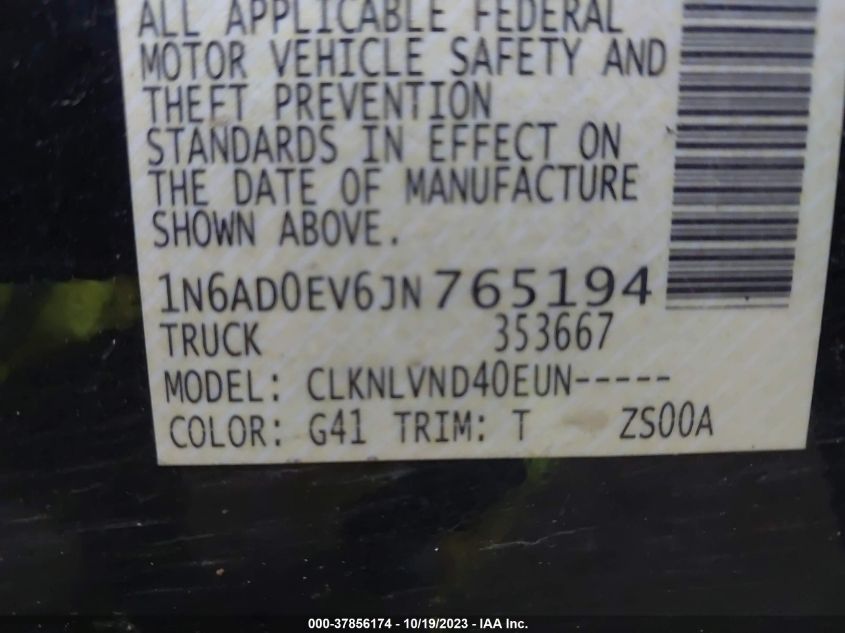 ALL APPLICABLE FEDERAL
MOTOR VEHICLE SAFETY AND
THEFT PREVENTION
STANDARDS IN EFFECT ON
THE DATE OF MANUFACTURE
SHOWN ABOVE.
1N6AD0EV6JN765194
TRUCK 353667
MODEL: CLKNLVND40EUN-----
COLOR: G41 TRIM: T ZS00A
000-37856174 - 10/19/2023 - IAA Inc.